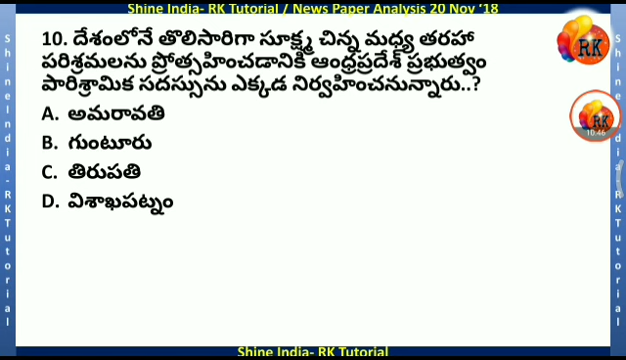 Shine India- RK Tutorial / News Paper Analysis 20 Nov '18
10. దేశంలోనే తొలిసారిగా సూక్ష్మ చిన్న మధ్య తరహా
పరిశ్రమలను ప్రోత్సహించడానికి ఆంధ్రప్రదేశ్ ప్రభుత్వం
పారిశ్రామిక సదస్సును ఎక్కడ నిర్వహించనున్నారు..?
A. అమరావతి
B. గుంటూరు
C. తిరుపతి
D. విశాఖపట్నం
RK
RK
10:46
Shine India-RK Tutorial
Shine India-RK Tutorial
Shine India- RK Tutorial